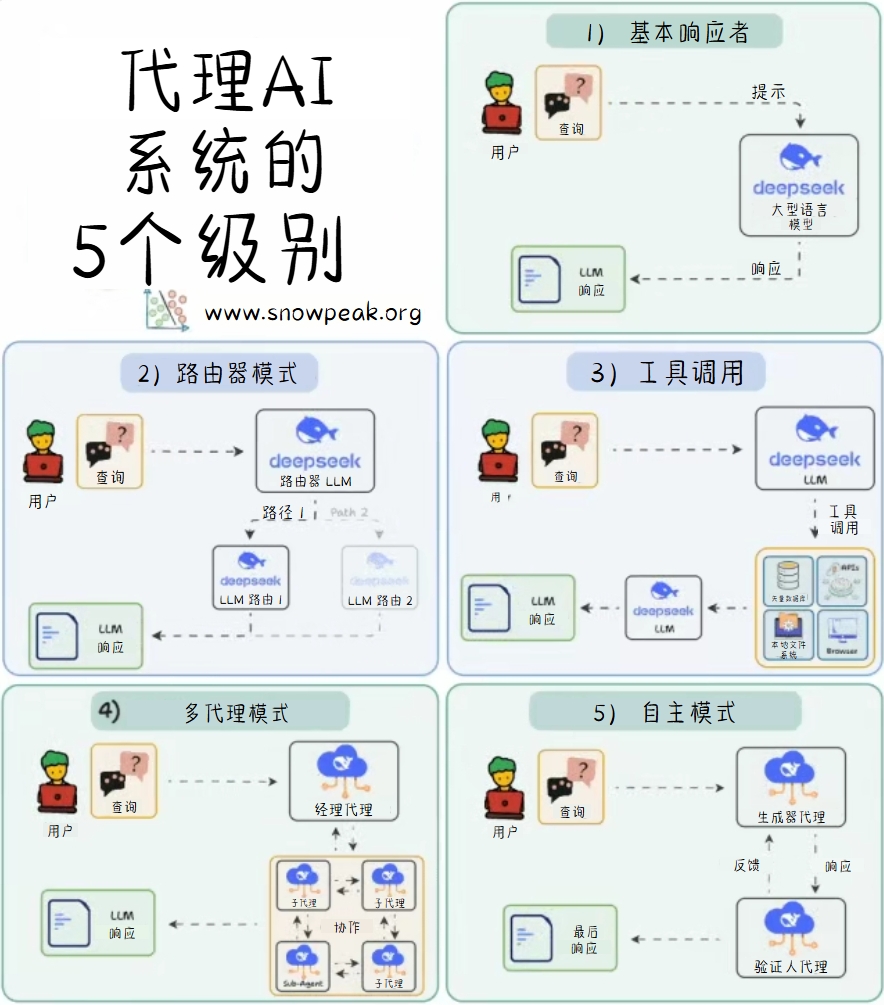 代理AI
系统的
5个级别
www.snowpeak.org
1) 基本响应者
用户
?
查询
提示
deepseek
大型语言
模型
响应
LLM
响应
2) 路由器模式
用户
?
查询
deepseek
路由器 LLM
路径 1
Path 2
deepseek
LLM 路由 1
deepseek
LLM 路由 2
LLM
响应
3) 工具调用
用
?
查询
deepseek
LLM
工具
调用
矢量数据库
APIs
本地文件
系统
Browser
deepseek
LLM
LLM
响应
4) 多代理模式
用户
?
查询
经理代理
子代理
子代理
协作
Sub-Agent
子代理
LLM
响应
5) 自主模式
用户
?
查询
生成器代理
反馈
响应
验证人代理
最后
响应